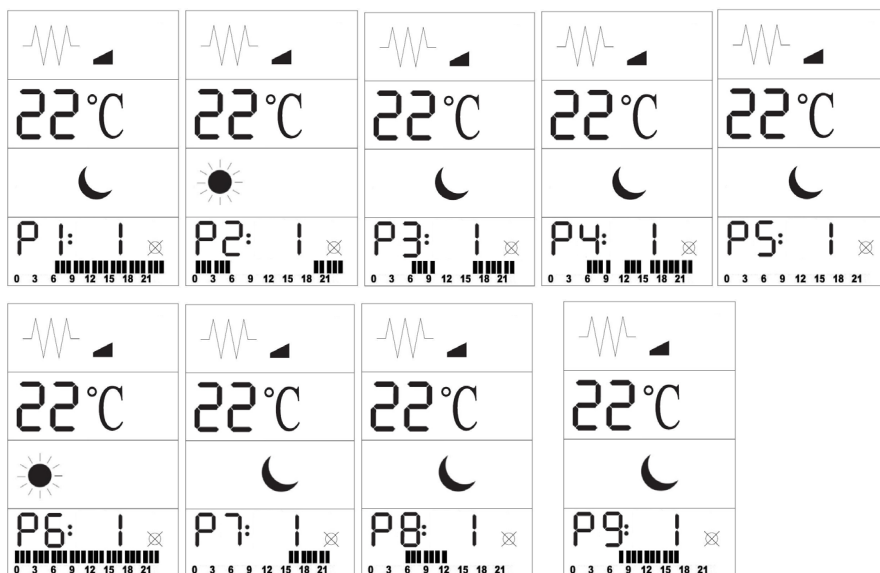 22°C 22°C 22°C 22°C 22°C
P1: 1 P2: 1 P3: 1 P4: 1 P5: 1
0 3 6 9 12 15 18 21 0 3 6 9 12 15 18 21 0 3 6 9 12 15 18 21 0 3 6 9 12 15 18 21 0 3 6 9 12 15 18 21
22°C 22°C 22°C 22°C
P6: 1 P7: 1 P8: 1 P9: 1
0 3 6 9 12 15 18 21 0 3 6 9 12 15 18 21 0 3 6 9 12 15 18 21 0 3 6 9 12 15 18 21